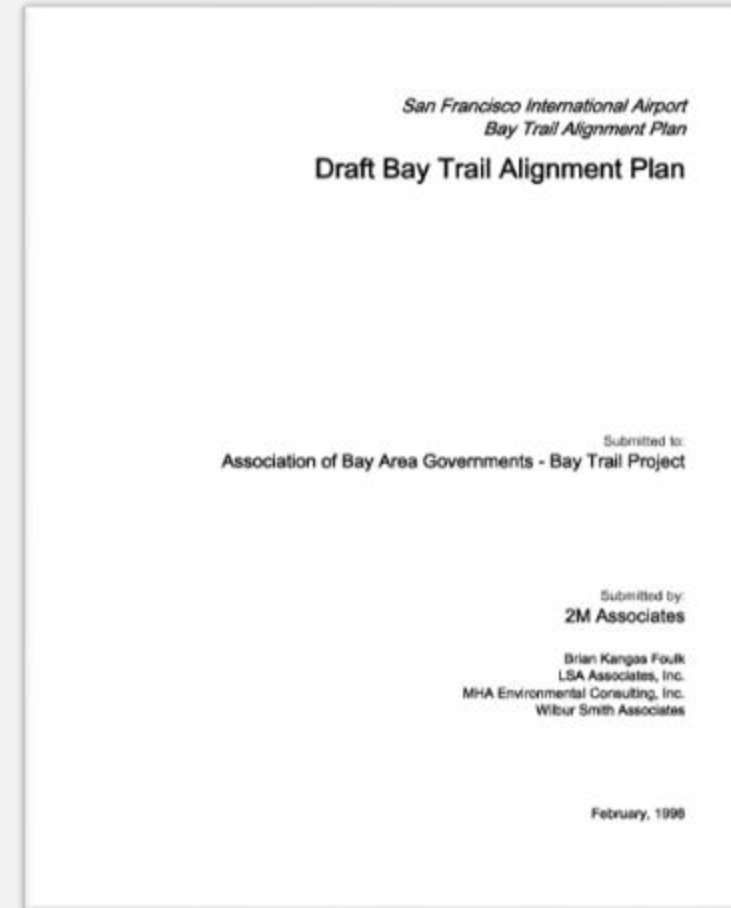 San Francisco International Airport
Bay Trail Alignment Plan
Draft Bay Trail Alignment Plan
Submitted to:
Association of Bay Area Governments - Bay Trail Project
Submitted by:
2M Associates
Brian Kangas Foulk
LSA Associates, Inc.
MHA Environmental Consulting, Inc.
Wilbur Smith Associates
February,